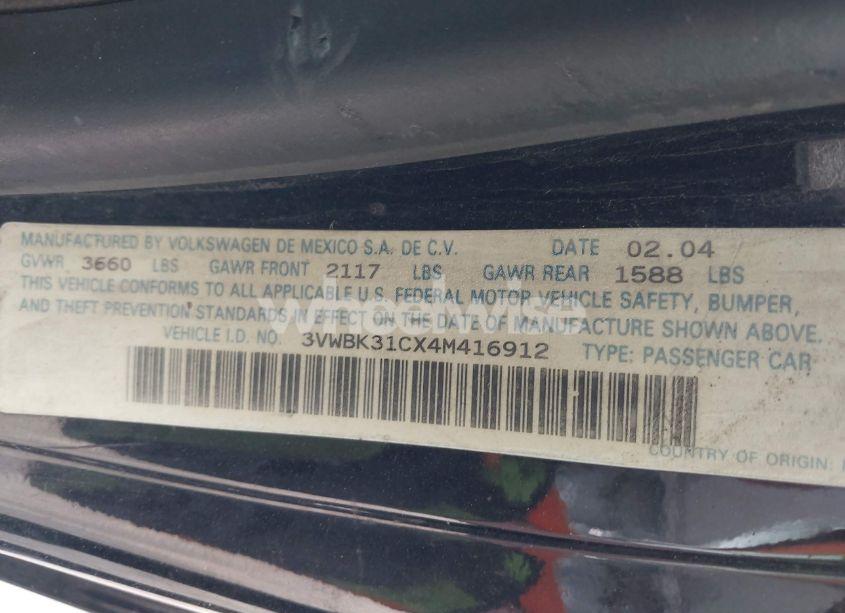 MANUFACTURED BY VOLKSWAGEN DE MEXICO S.A. DE C.V. DATE 02.04
GVWR 3660 LBS GAWR FRONT 2117 LBS GAWR REAR 1588 LBS
THIS VEHICLE CONFORMS TO ALL APPLICABLE U.S. FEDERAL MOTOR VEHICLE SAFETY, BUMPER,
AND THEFT PREVENTION STANDARDS IN EFFECT ON THE DATE OF MANUFACTURE SHOWN ABOVE.
wheelwise
VEHICLE I.D. NO. 3VWBK31CX4M416912 TYPE: PASSENGER CAR
COUNTRY OF ORIGIN: